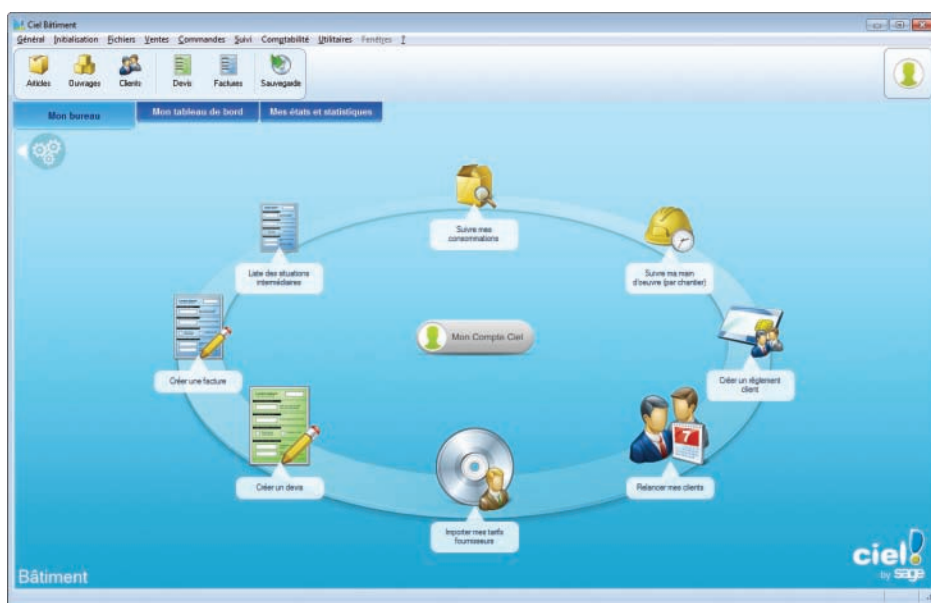 Ciel Bâtiment
Général Initialisation Fichiers Ventes Commandes Suivi Comptabilité Utilitaires Fenêtres ?
Articles Ouvrages Clients Devis Factures Sauvegarde
Mon bureau Mon tableau de bord Mes états et statistiques
Suivre mes
consommations
Liste des situations
intermédiaires
Suivre ma main
d'oeuvre (par chantier)
Mon Compte Ciel
Créer une facture
Créer un règlement
client
7
Créer un devis
Relancer mes clients
Importer mes tarifs
fournisseurs
ciel!
by sage
Bâtiment